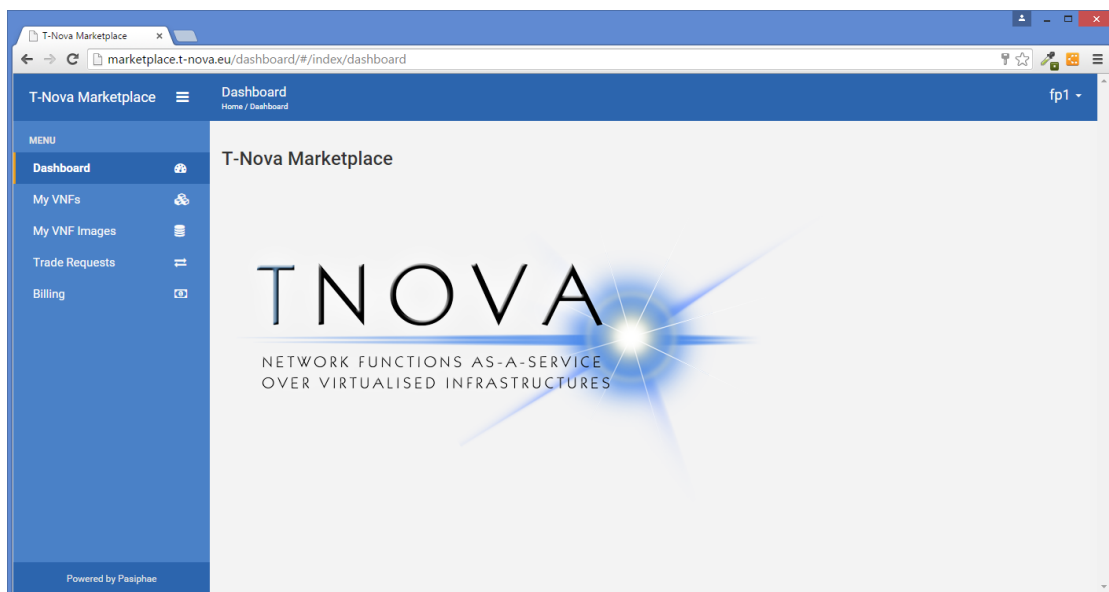 T-Nova Marketplace
marketplace.t-nova.eu/dashboard/#/index/dashboard
T-Nova Marketplace
Dashboard
Home / Dashboard
fp1
MENU
Dashboard
My VNFs
My VNF Images
Trade Requests
Billing
Powered by Pasiphae
T-Nova Marketplace
TNOVA
NETWORK FUNCTIONS AS-A-SERVICE
OVER VIRTUALISED INFRASTRUCTURES